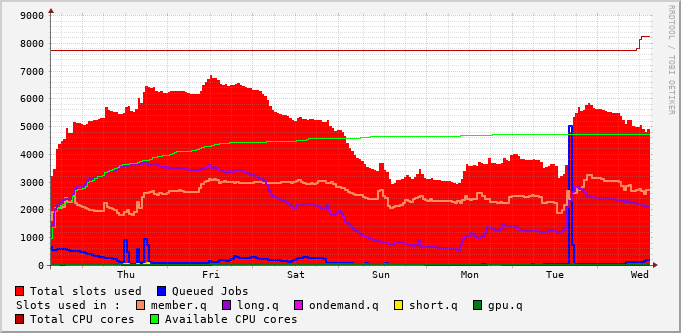 RRDTOOL / TOBI OETIKER
9000
8000
7000
6000
5000
4000
3000
2000
1000
0
Thu Fri Sat Sun Mon Tue Wed
Total slots used Queued Jobs
Slots used in : member.q long.q ondemand.q short.q gpu.q
Total CPU cores Available CPU cores